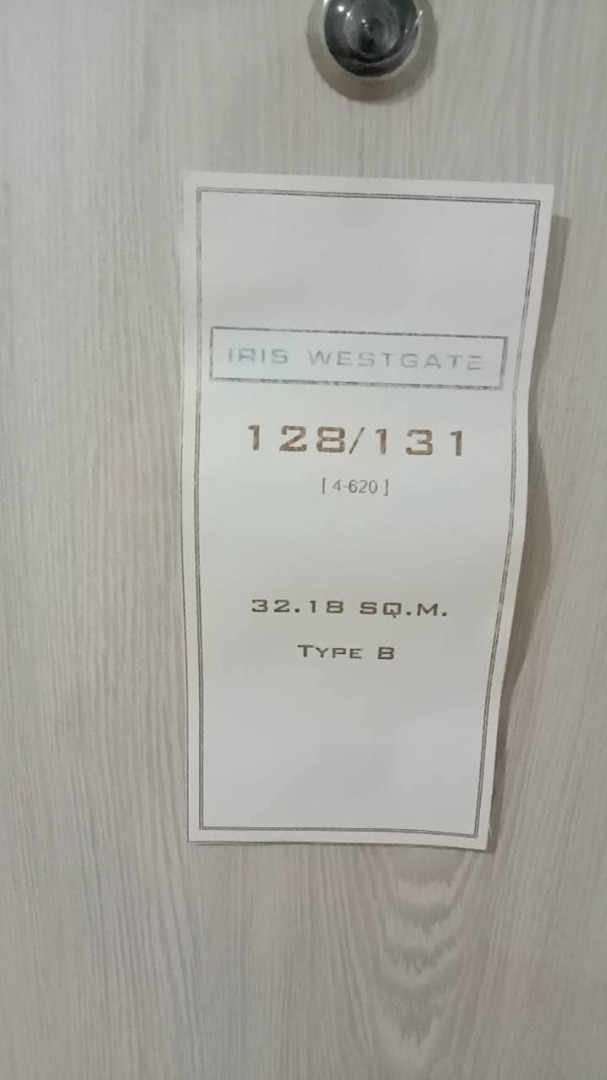 IRIS WESTGATE
128/131
[ 4-620 ]
32.18 SQ.M.
TYPE B